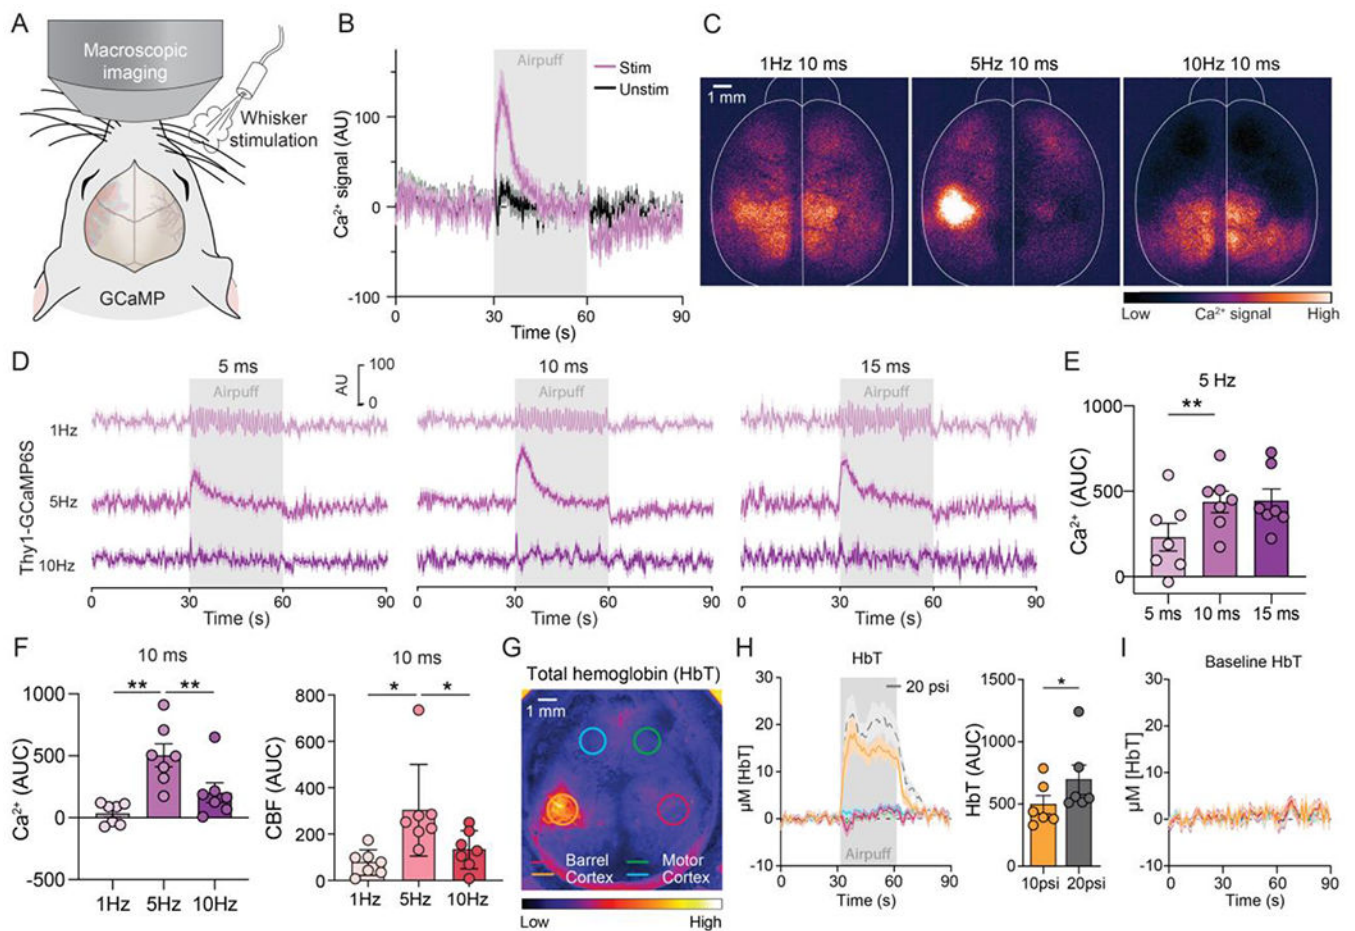 A
Macroscopic
imaging
Whisker
stimulation
GCaMP
B
Airpuff
Stim
Unstim
Ca²⁺ signal (AU)
100
0
-100
0
30
60
90
Time (s)
C
1Hz 10 ms
5Hz 10 ms
10Hz 10 ms
1 mm
Low
Ca²⁺ signal
High
D
5 ms
10 ms
15 ms
AU
100
0
Airpuff
Airpuff
Airpuff
Thy1-GCaMP6S
1Hz
5Hz
10Hz
0
30
60
90
0
30
60
90
0
30
60
90
Time (s)
Time (s)
Time (s)
E
5 Hz
**
Ca²⁺ (AUC)
1000
500
0
5 ms
10 ms
15 ms
F
10 ms
** **
Ca²⁺ (AUC)
1000
500
0
-500
1Hz
5Hz
10Hz
10 ms
* *
CBF (AUC)
800
600
400
200
0
1Hz
5Hz
10Hz
G
Total hemoglobin (HbT)
1 mm
Barrel
Cortex
Motor
Cortex
Low
High
H
HbT
20 psi
µM [HbT]
30
20
10
0
-10
Airpuff
0
30
60
90
Time (s)
*
HbT (AUC)
1500
1000
500
0
10psi
20psi
I
Baseline HbT
µM [HbT]
30
20
10
0
-10
0
30
60
90
Time (s)